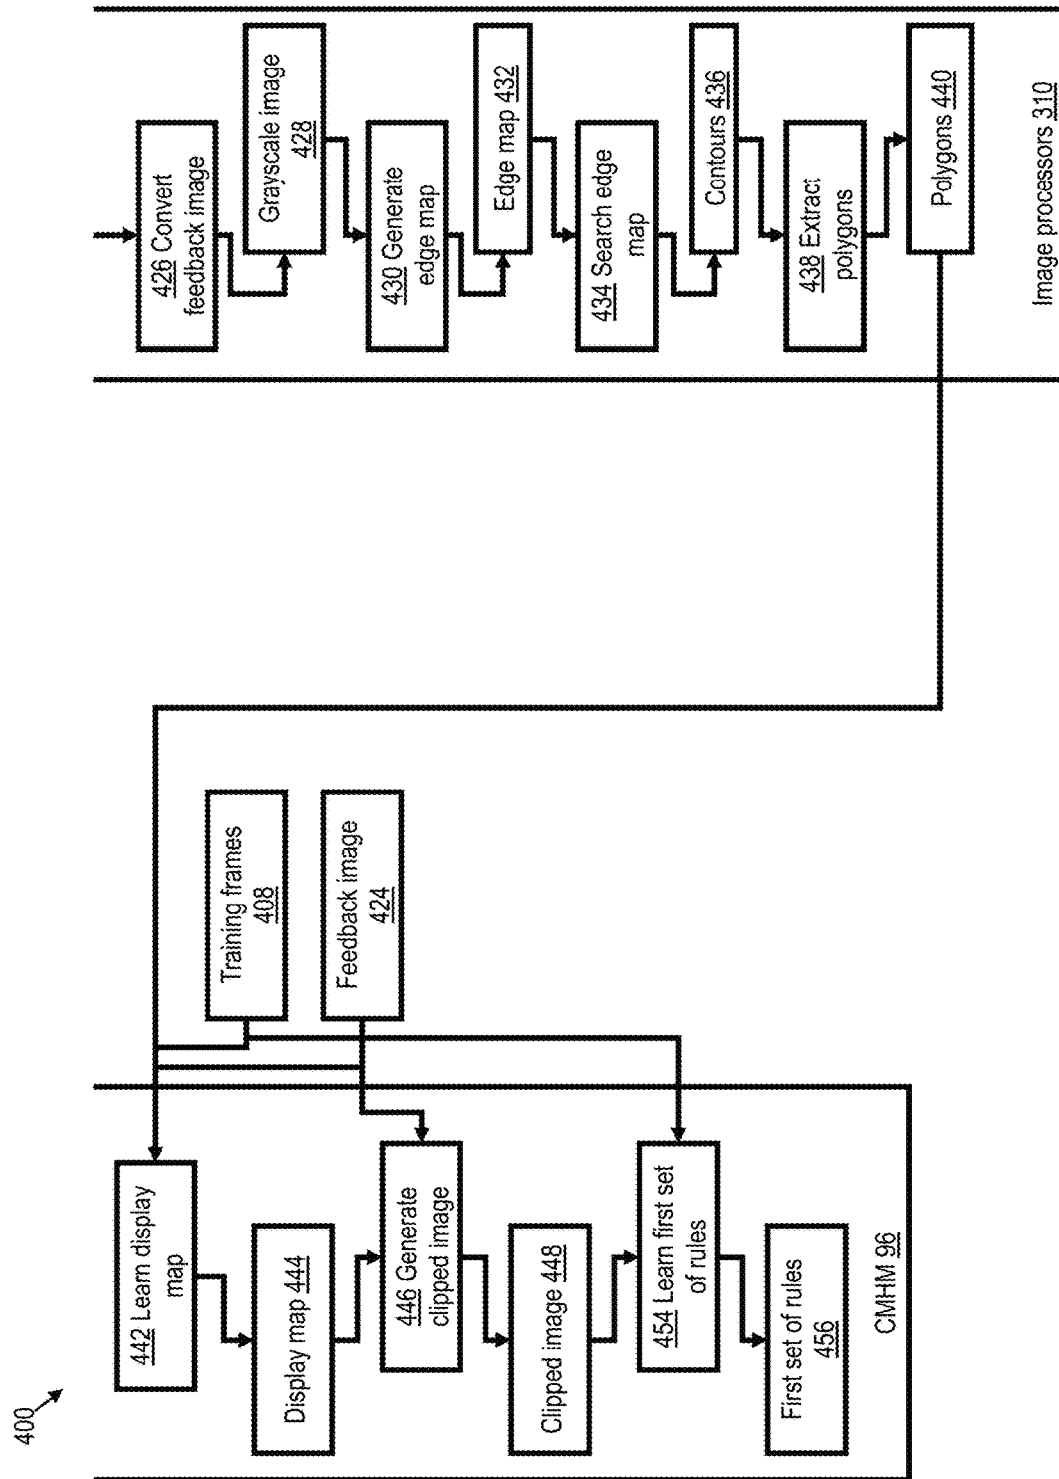 400
442 Learn display
map
Display map 444
446 Generate
clipped image
Clipped image 448
454 Learn first set
of rules
First set of rules
456
CMHM 96
Training frames
408
Feedback image
424
426 Convert
feedback image
Grayscale image
428
430 Generate
edge map
Edge map 432
434 Search edge
map
Contours 436
438 Extract
polygons
Polygons 440
Image processors 310